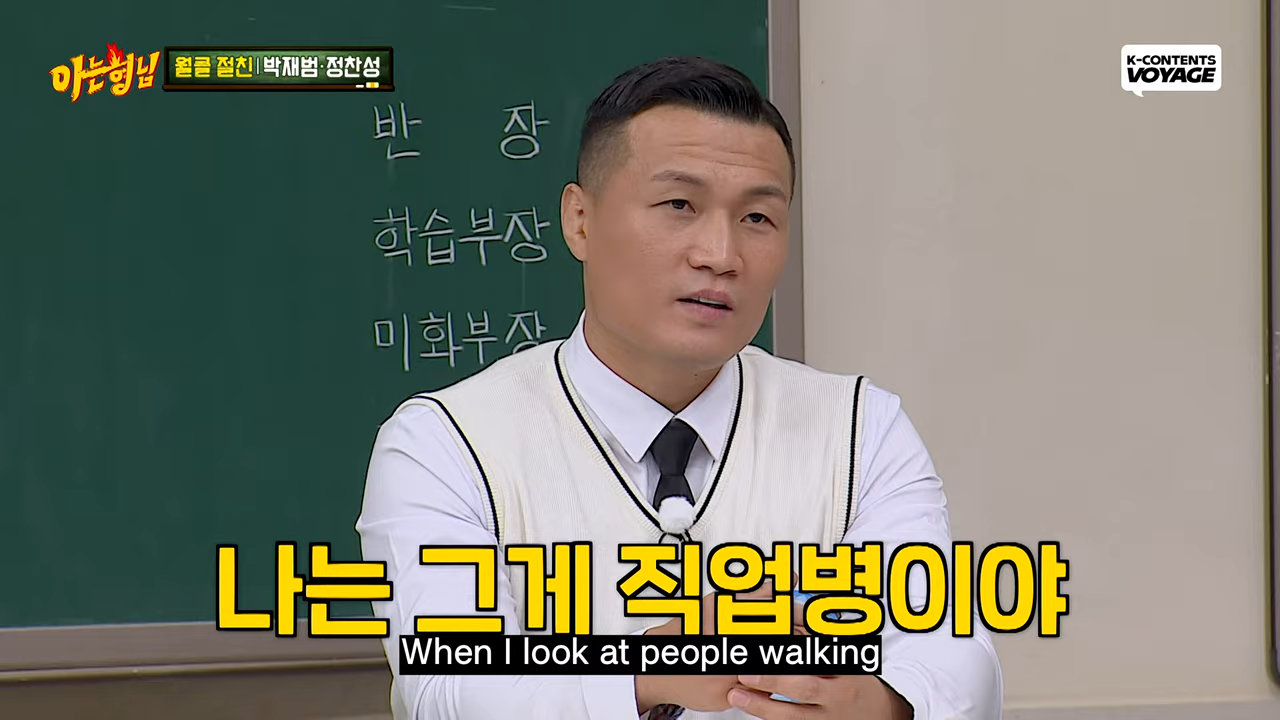 아는형님
월클 절친 | 박재범·정찬성
K-CONTENTS
VOYAGE
반 장
학습부장
미화부장
나는 그게 직업병이야
When I look at people walking